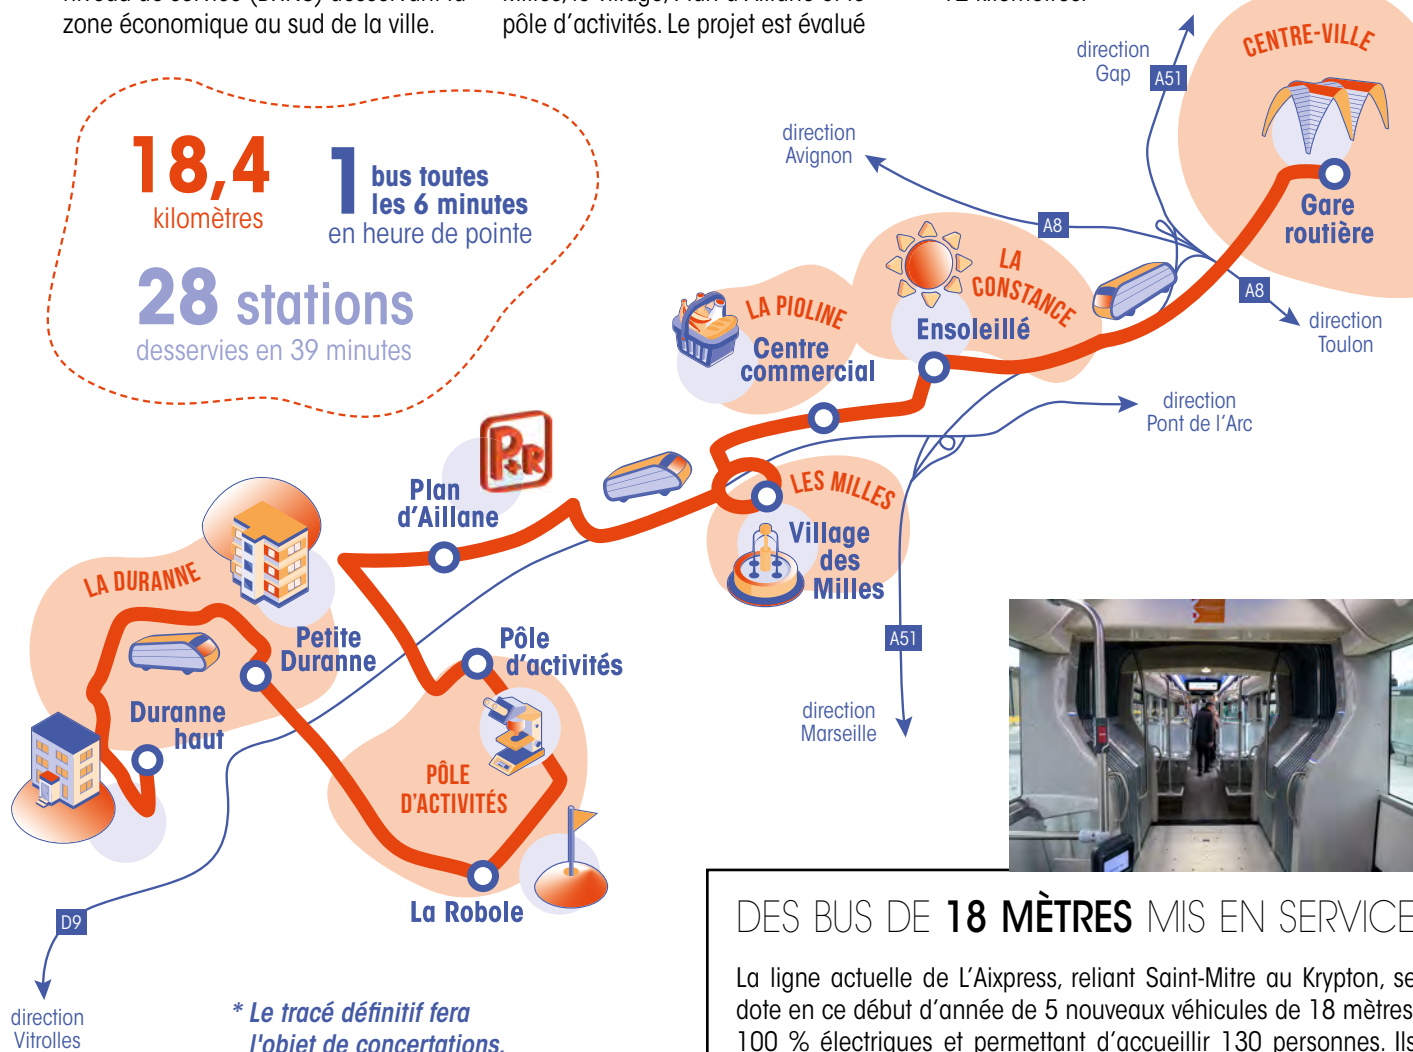 zone économique au sud de la ville.
pôle d'activités. Le projet est évalué
18,4
kilomètres
1 bus toutes
les 6 minutes
en heure de pointe
28 stations
desservies en 39 minutes
direction
Gap
A51
CENTRE-VILLE
Gare
routière
direction
Avignon
A8
A8
direction
Toulon
LA
CONSTANCE
Ensoleillé
LA PIOLINE
Centre
commercial
direction
Pont de l'Arc
P+R
Plan
d'Aillane
LES MILLES
Village
des
Milles
A51
direction
Marseille
LA DURANNE
Petite
Duranne
Duranne
haut
Pôle
d'activités
PÔLE
D'ACTIVITÉS
La Robole
D9
direction
Vitrolles
* Le tracé définitif fera
l'objet de concertations.
DES BUS DE 18 MÈTRES MIS EN SERVICE
La ligne actuelle de L'Aixpress, reliant Saint-Mitre au Krypton, se
dote en ce début d'année de 5 nouveaux véhicules de 18 mètres
100 % électriques et permettant d'accueillir 130 personnes. Ils